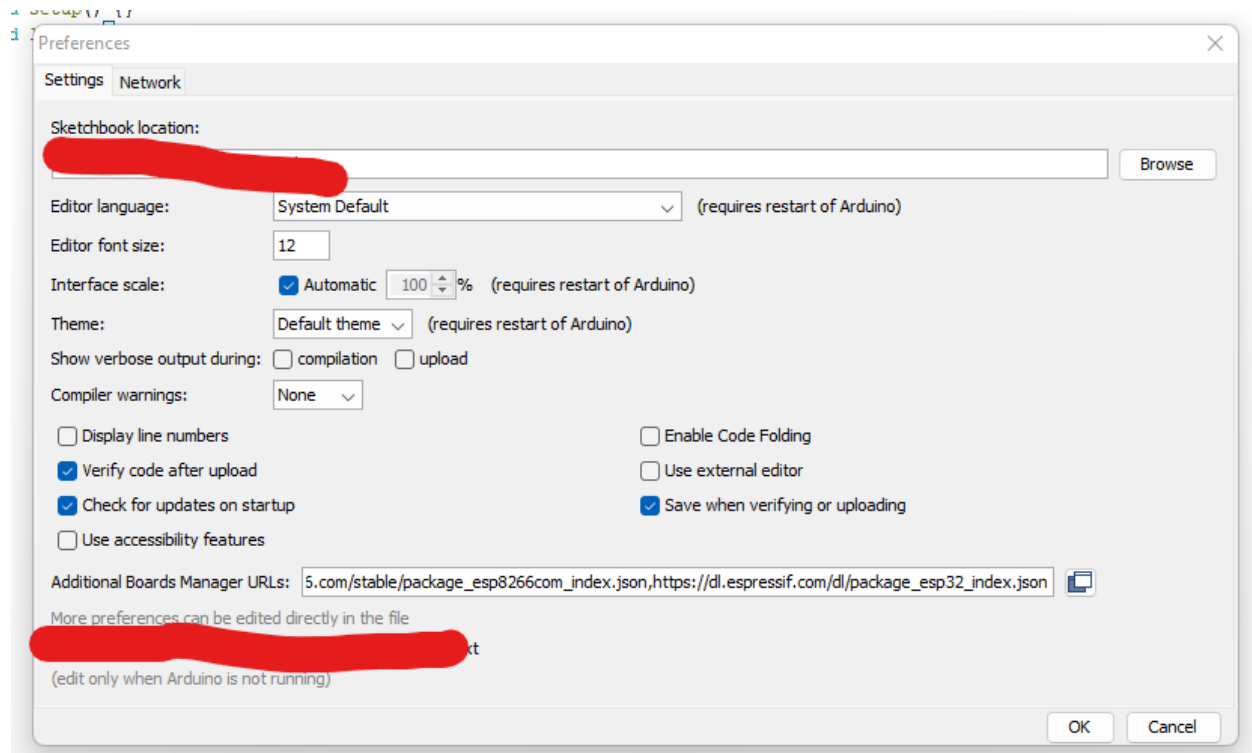 setup() {}
Preferences
Settings Network
Sketchbook location:
Browse
Editor language: System Default (requires restart of Arduino)
Editor font size: 12
Interface scale: Automatic 100 % (requires restart of Arduino)
Theme: Default theme (requires restart of Arduino)
Show verbose output during: compilation upload
Compiler warnings: None
Display line numbers Enable Code Folding
Verify code after upload Use external editor
Check for updates on startup Save when verifying or uploading
Use accessibility features
Additional Boards Manager URLs: 5.com/stable/package_esp8266com_index.json,https://dl.espressif.com/dl/package_esp32_index.json
More preferences can be edited directly in the file
xt
(edit only when Arduino is not running)
OK Cancel